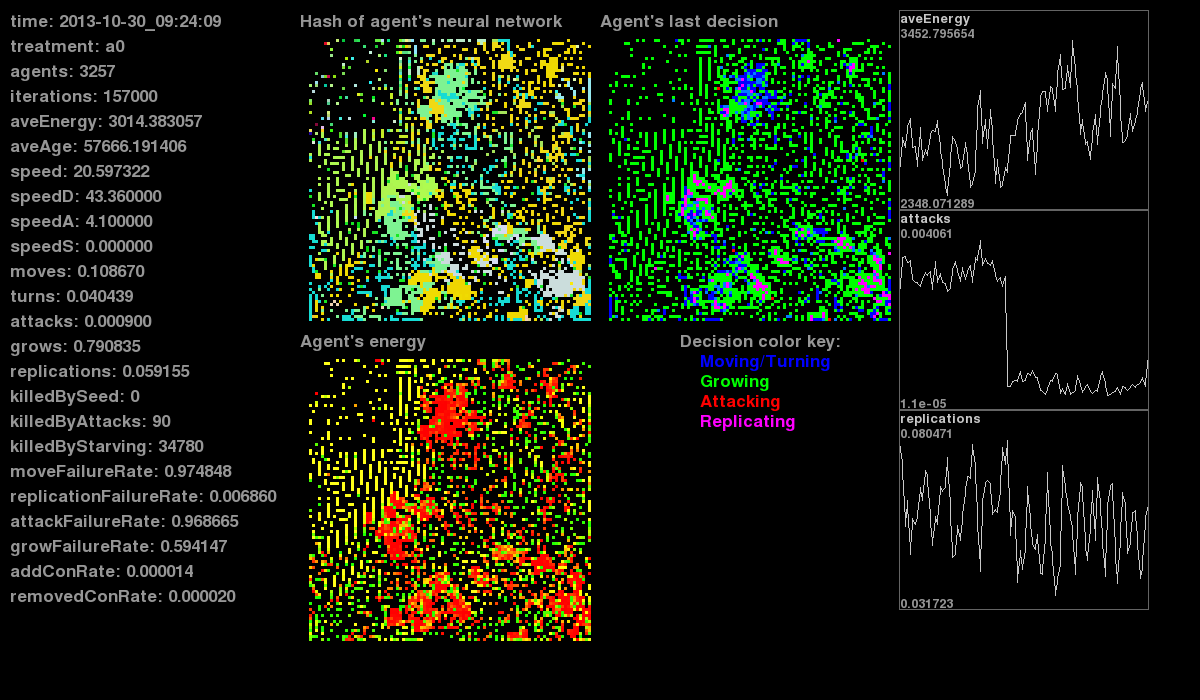 time: 2013-10-30_09:24:09
treatment: a0
agents: 3257
iterations: 157000
aveEnergy: 3014.383057
aveAge: 57666.191406
speed: 20.597322
speedD: 43.360000
speedA: 4.100000
speedS: 0.000000
moves: 0.108670
turns: 0.040439
attacks: 0.000900
grows: 0.790835
replications: 0.059155
killedBySeed: 0
killedByAttacks: 90
killedByStarving: 34780
moveFailureRate: 0.974848
replicationFailureRate: 0.006860
attackFailureRate: 0.968665
growFailureRate: 0.594147
addConRate: 0.000014
removedConRate: 0.000020
Hash of agent's neural network
Agent's last decision
Agent's energy
Decision color key:
Moving/Turning
Growing
Attacking
Replicating
aveEnergy
3452.795654
2348.071289
attacks
0.004061
1.1e-05
replications
0.080471
0.031723